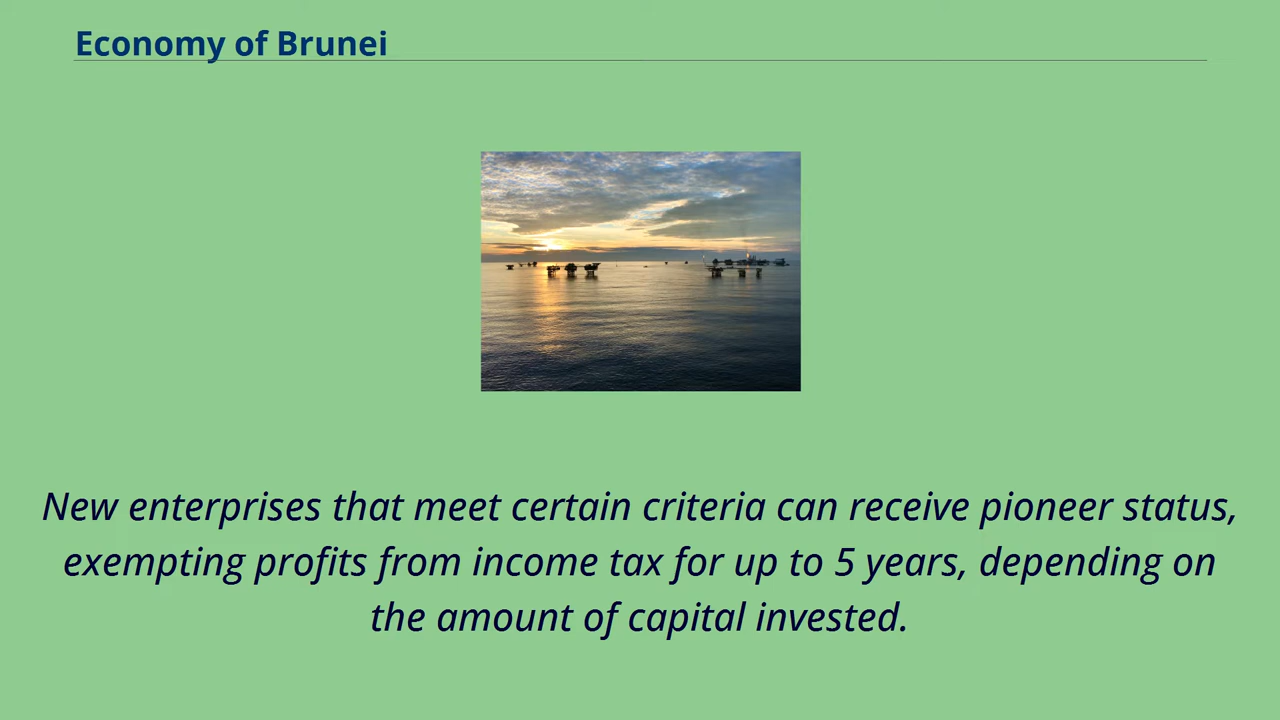 Economy of Brunei
New enterprises that meet certain criteria can receive pioneer status,
exempting profits from income tax for up to 5 years, depending on
the amount of capital invested.